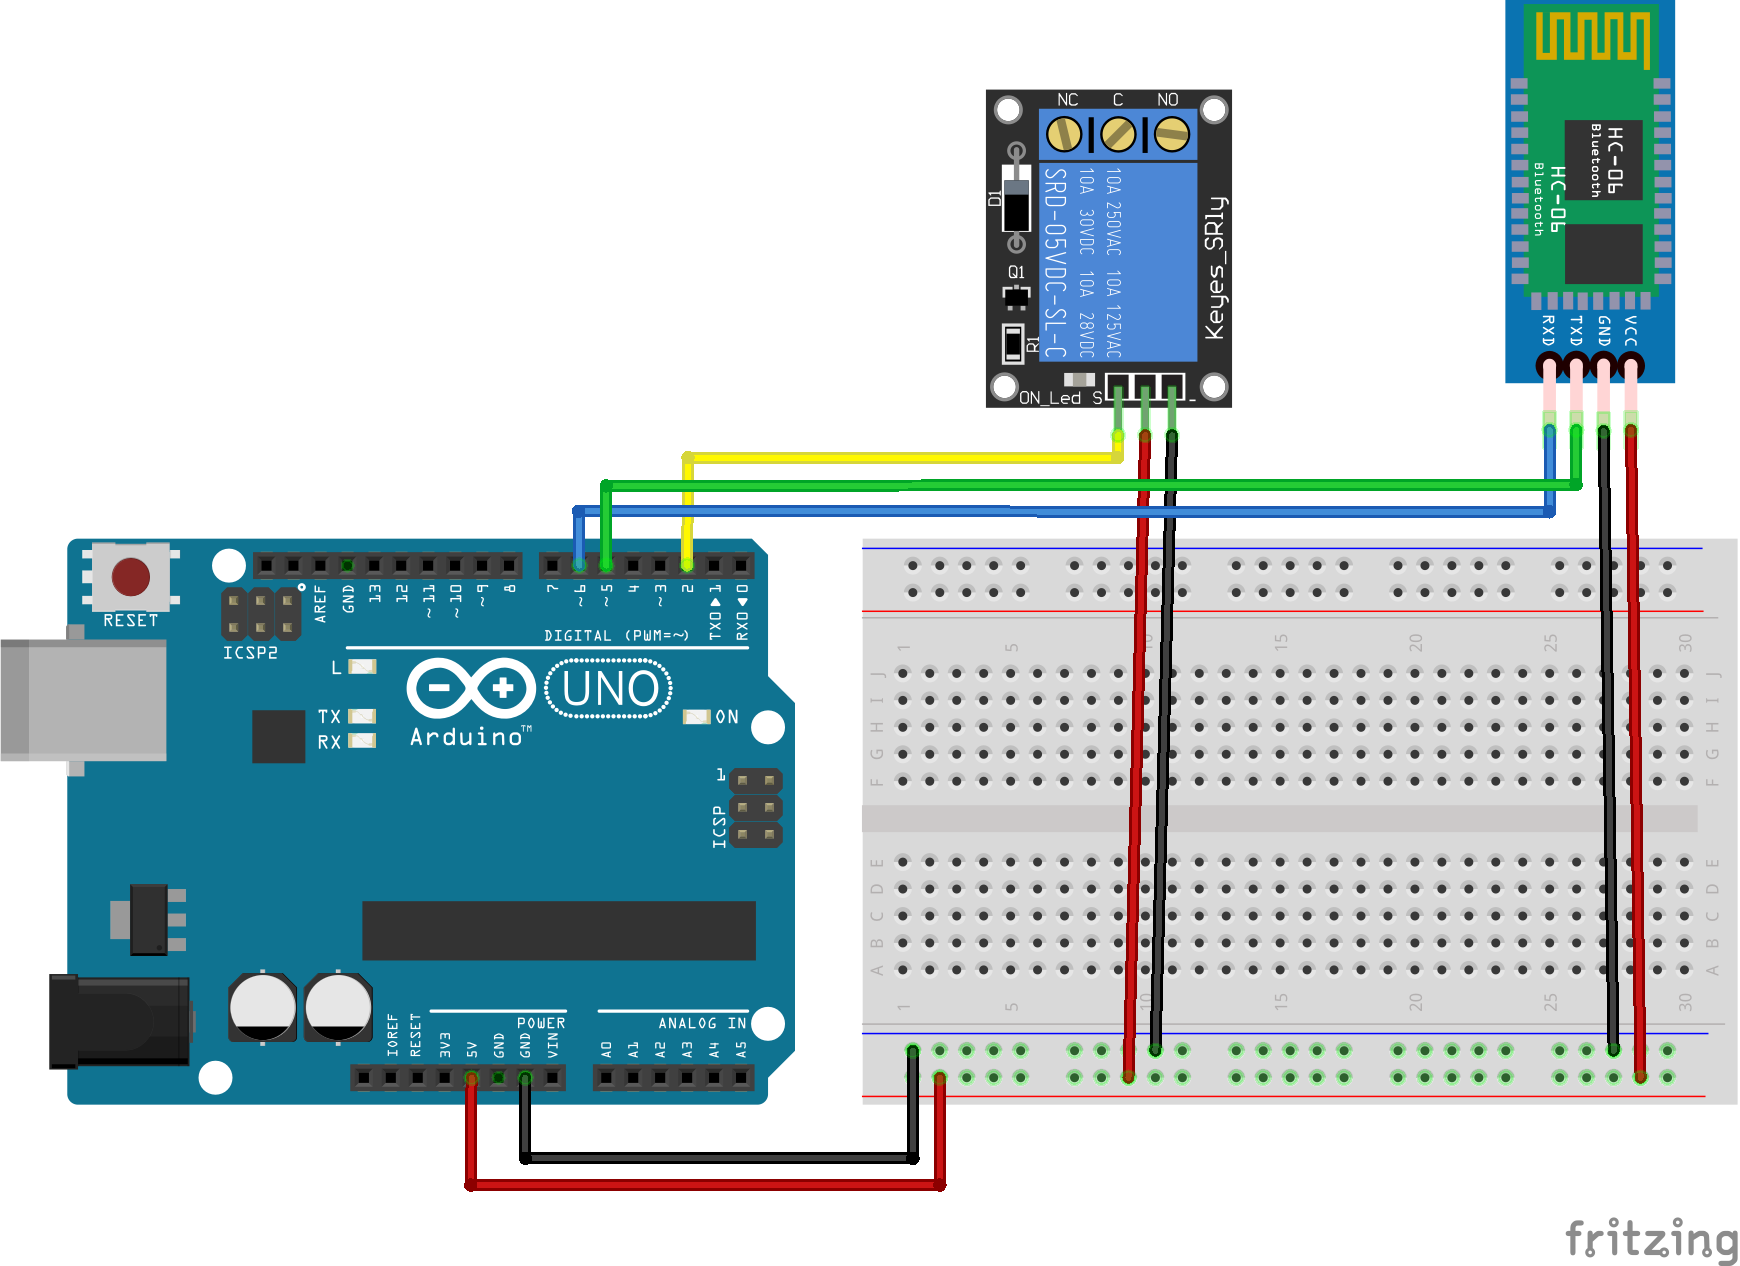 NC C NO
D1
Q1
R1
SRD-05VDC-SL-C
10A 30VDC 10A 28VDC
10A 250VAC 10A 125VAC
Keyes_SRly
ON_Led S -
HC-06
Bluetooth
HC-06
Bluetooth
RXD TXD GND VCC
RESET
ICSP2
AREF GND 13 12 ~11 ~10 ~9 8 7 ~6 ~5 4 ~3 2 TX0▶1 RX0◀0
DIGITAL (PWM=~)
L
TX
RX
UNO
Arduino™
ON
1
ICSP
POWER
ANALOG IN
IOREF RESET 3V3 5V GND GND VIN A0 A1 A2 A3 A4 A5
1 5 10 15 20 25 30
J J
I I
H H
G G
F F
E E
D D
C C
B B
A A
1 5 10 15 20 25 30
fritzing